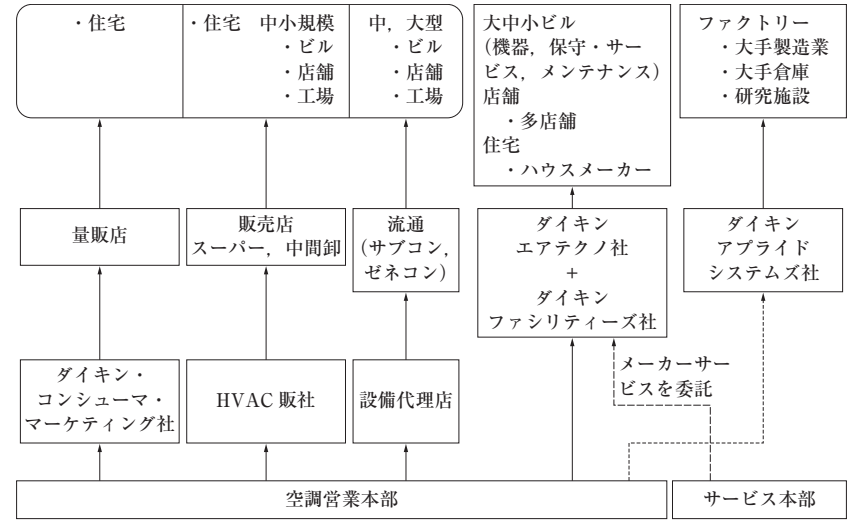 ・住宅
・住宅　中小規模
・ビル
・店舗
・工場
中，大型
・ビル
・店舗
・工場
大中小ビル
(機器，保守・サー
ビス，メンテナンス)
店舗
・多店舗
住宅
・ハウスメーカー
ファクトリー
・大手製造業
・大手倉庫
・研究施設
量販店
販売店
スーパー，中間卸
流通
(サブコン，
ゼネコン)
ダイキン
エアテクノ社
+
ダイキン
ファシリティーズ社
ダイキン
アプライド
システムズ社
ダイキン・
コンシューマ・
マーケティング社
HVAC 販社
設備代理店
メーカーサー
ビスを委託
空調営業本部
サービス本部